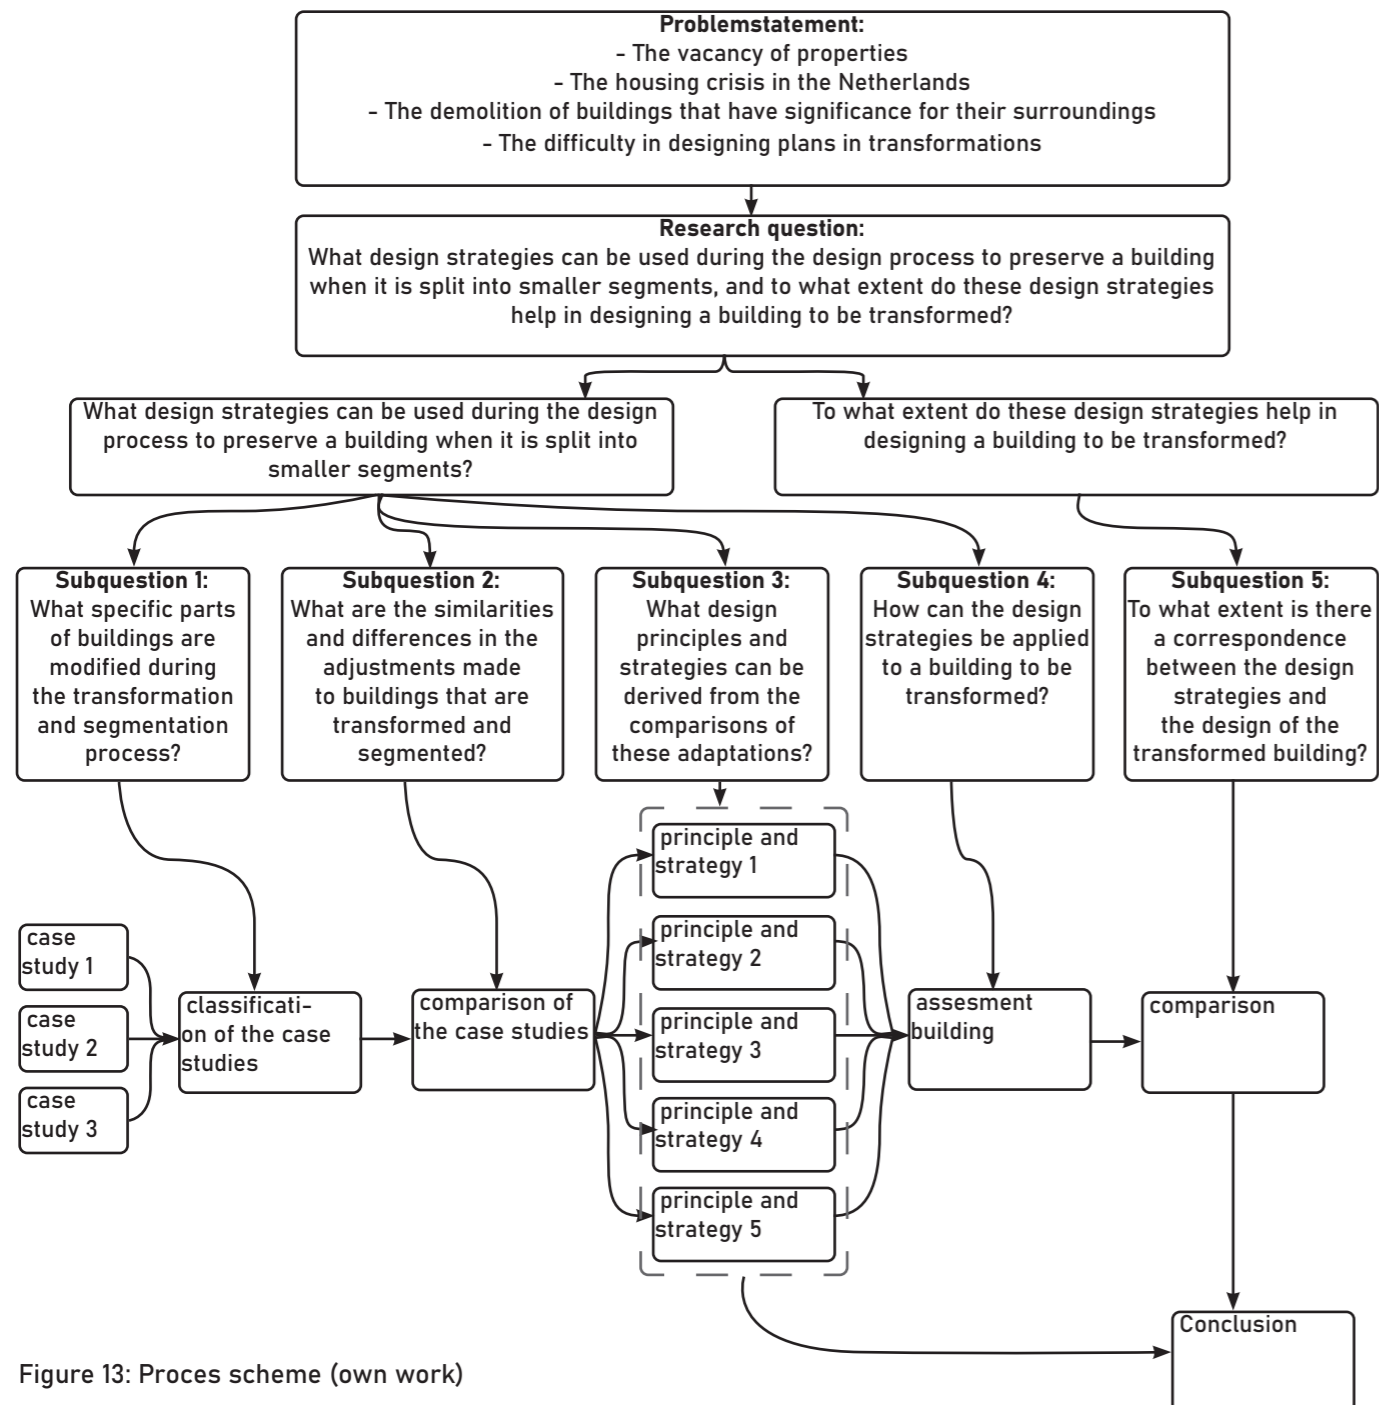 Problemstatement:
- The vacancy of properties
- The housing crisis in the Netherlands
- The demolition of buildings that have significance for their surroundings
- The difficulty in designing plans in transformations
Research question:
What design strategies can be used during the design process to preserve a building
when it is split into smaller segments, and to what extent do these design strategies
help in designing a building to be transformed?
What design strategies can be used during the design
process to preserve a building when it is split into
smaller segments?
To what extent do these design strategies help in
designing a building to be transformed?
Subquestion 1:
What specific parts
of buildings are
modified during
the transformation
and segmentation
process?
Subquestion 2:
What are the similarities
and differences in the
adjustments made
to buildings that are
transformed and
segmented?
Subquestion 3:
What design
principles and
strategies can be
derived from the
comparisons of
these adaptations?
Subquestion 4:
How can the design
strategies be applied
to a building to be
transformed?
Subquestion 5:
To what extent is there
a correspondence
between the design
strategies and
the design of the
transformed building?
case
study 1
case
study 2
case
study 3
classificati-
on of the case
studies
comparison of
the case studies
principle and
strategy 1
principle and
strategy 2
principle and
strategy 3
principle and
strategy 4
principle and
strategy 5
assesment
building
comparison
Conclusion
Figure 13: Proces scheme (own work)